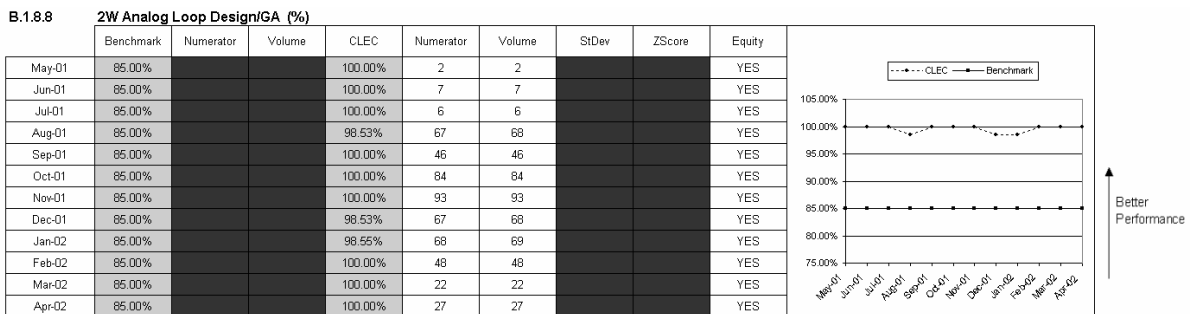 B.1.8.8 2W Analog Loop Design/GA (%)
Benchmark Numerator Volume CLEC Numerator Volume StDev ZScore Equity
May-01 85.00% 100.00% 2 2 YES
Jun-01 85.00% 100.00% 7 7 YES
Jul-01 85.00% 100.00% 6 6 YES
Aug-01 85.00% 98.53% 67 68 YES
Sep-01 85.00% 100.00% 46 46 YES
Oct-01 85.00% 100.00% 84 84 YES
Nov-01 85.00% 100.00% 93 93 YES
Dec-01 85.00% 98.53% 67 68 YES
Jan-02 85.00% 98.55% 68 69 YES
Feb-02 85.00% 100.00% 48 48 YES
Mar-02 85.00% 100.00% 22 22 YES
Apr-02 85.00% 100.00% 27 27 YES
CLEC Benchmark
105.00%
100.00%
95.00%
90.00%
85.00%
80.00%
75.00%
May-01 Jun-01 Jul-01 Aug-01 Sep-01 Oct-01 Nov-01 Dec-01 Jan-02 Feb-02 Mar-02 Apr-02
Better
Performance